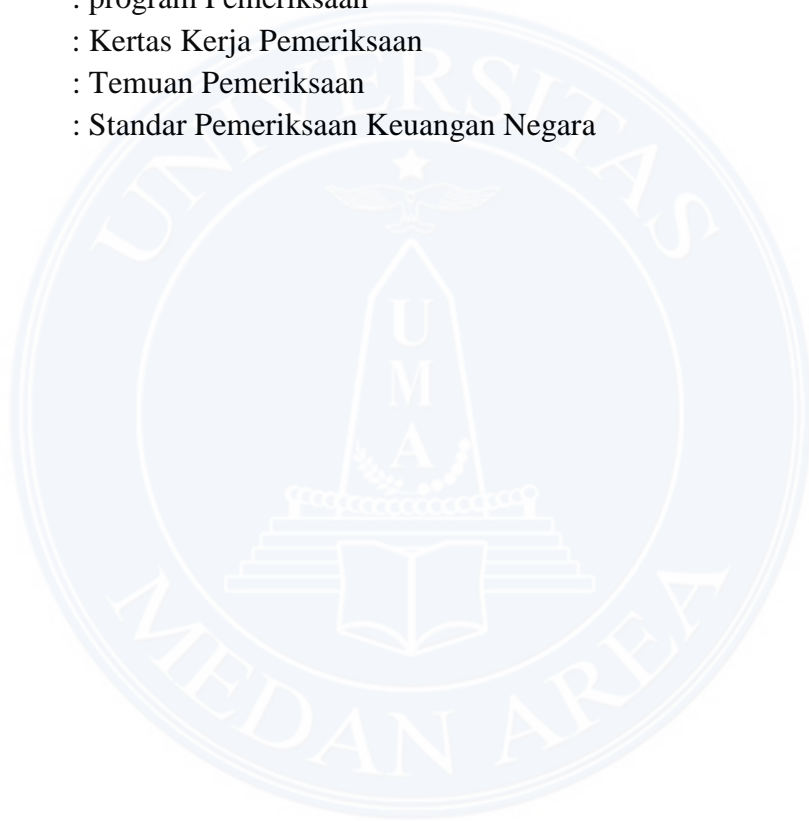 : program Pemeriksaan
: Kertas Kerja Pemeriksaan
: Temuan Pemeriksaan
: Standar Pemeriksaan Keuangan Negara
UNIVERSITAS
U
M
A
MEDAN AREA